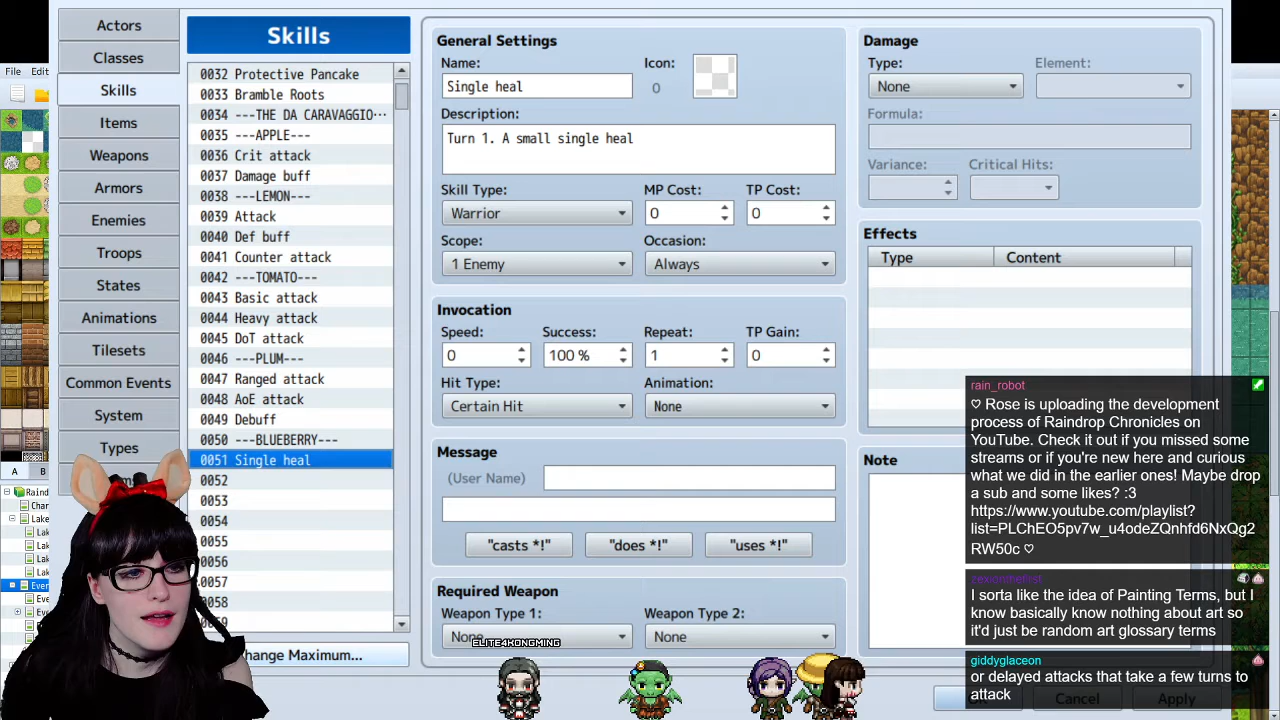 Actors
Classes
Skills
Items
Weapons
Armors
Enemies
Troops
States
Animations
Tilesets
Common Events
System
Types
File
Edit
A
B
Skills
0032 Protective Pancake
0033 Bramble Roots
0034 ---THE DA CARAVAGGIO…
0035 ---APPLE---
0036 Crit attack
0037 Damage buff
0038 ---LEMON---
0039 Attack
0040 Def buff
0041 Counter attack
0042 ---TOMATO---
0043 Basic attack
0044 Heavy attack
0045 DoT attack
0046 ---PLUM---
0047 Ranged attack
0048 AoE attack
0049 Debuff
0050 ---BLUEBERRY---
0051 Single heal
0052
0053
0054
0055
0056
0057
General Settings
Name:
Icon:
Single heal
0
Description:
Turn 1. A small single heal
Skill Type:
MP Cost:
TP Cost:
Warrior
0
0
Scope:
Occasion:
1 Enemy
Always
Invocation
Speed:
Success:
Repeat:
TP Gain:
0
100 %
1
0
Hit Type:
Animation:
Certain Hit
None
Message
(User Name)
"casts *!"
"does *!"
"uses *!"
Required Weapon
Weapon Type 1:
Weapon Type 2:
None
None
ELITE4KONGMING
Damage
Type:
Element:
None
Formula:
Variance:
Critical Hits:
Effects
Type
Content
Note
Cancel
Apply
rain_robot
♡ Rose is uploading the development
process of Raindrop Chronicles on
YouTube. Check it out if you missed some
streams or if you're new here and curious
what we did in the earlier ones! Maybe drop
a sub and some likes? :3
https://www.youtube.com/playlist?
list=PLChEO5pv7w_u4odeZQnhfd6NxQg2
RW50c ♡
zexionthefirst
I sorta like the idea of Painting Terms, but I
know basically know nothing about art so
it'd just be random art glossary terms
giddyglaceon
or delayed attacks that take a few turns to
attack